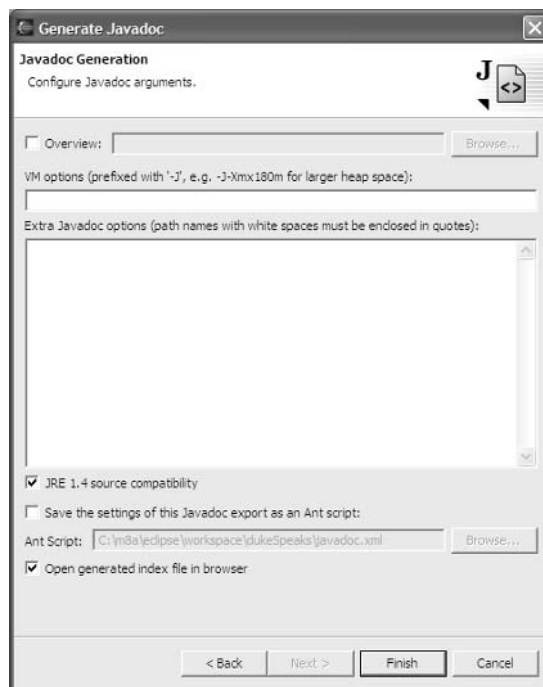 Generate Javadoc
Javadoc Generation
Configure Javadoc arguments.
J
<>
Overview:
Browse...
VM options (prefixed with '-J', e.g. -J-Xmx180m for larger heap space):
Extra Javadoc options (path names with white spaces must be enclosed in quotes):
JRE 1.4 source compatibility
Save the settings of this Javadoc export as an Ant script:
Ant Script: C:\m8a\eclipse\workspace\dukeSpeaks\javadoc.xml Browse...
Open generated index file in browser
< Back Next > Finish Cancel